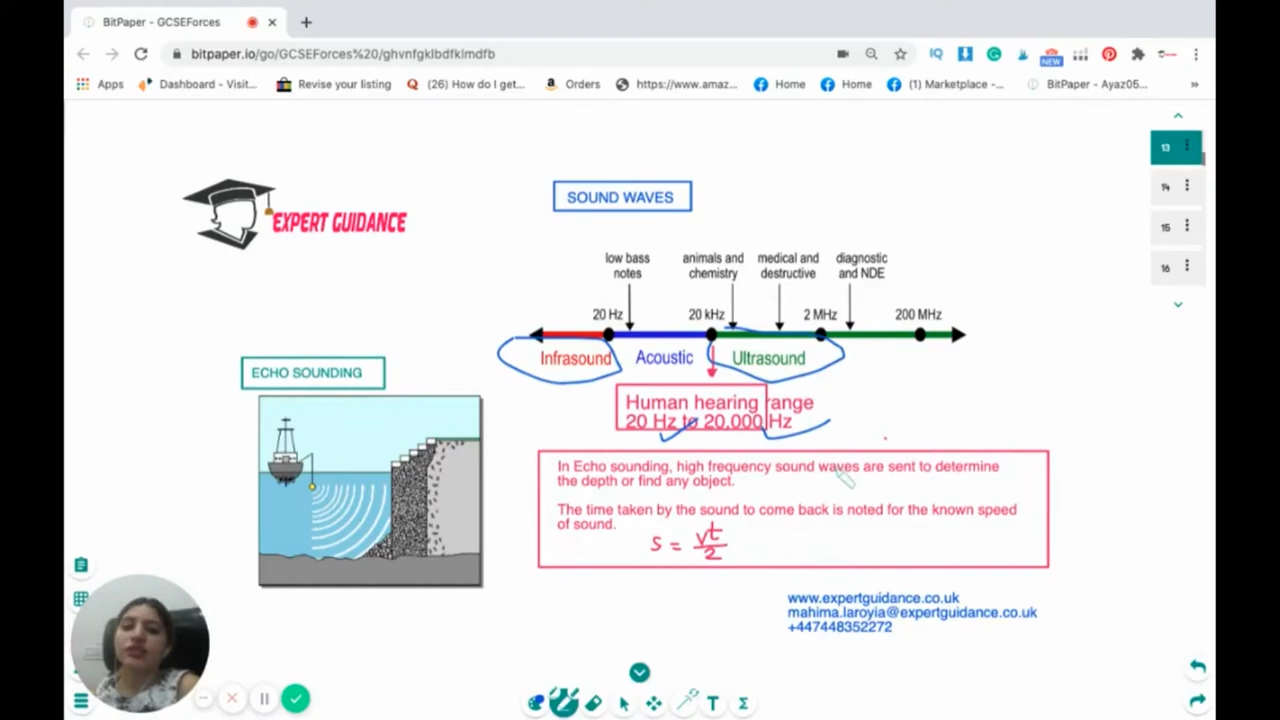 BitPaper - GCSEForces
bitpaper.io/go/GCSEForces%20/ghvnfgklbdfklmdfb
IQ
NEW
Apps
Dashboard - Visit...
Revise your listing
(26) How do I get...
Orders
https://www.amaz...
Home
Home
(1) Marketplace -...
BitPaper - Ayaz05...
»
13
14
15
16
EXPERT GUIDANCE
SOUND WAVES
low bass
notes
animals and
chemistry
medical and
destructive
diagnostic
and NDE
20 Hz
20 kHz
2 MHz
200 MHz
Infrasound
Acoustic
Ultrasound
Human hearing range
20 Hz to 20,000 Hz
ECHO SOUNDING
In Echo sounding, high frequency sound waves are sent to determine
the depth or find any object.
The time taken by the sound to come back is noted for the known speed
of sound.
s = vt/2
www.expertguidance.co.uk
mahima.laroyia@expertguidance.co.uk
+447448352272
T
Σ